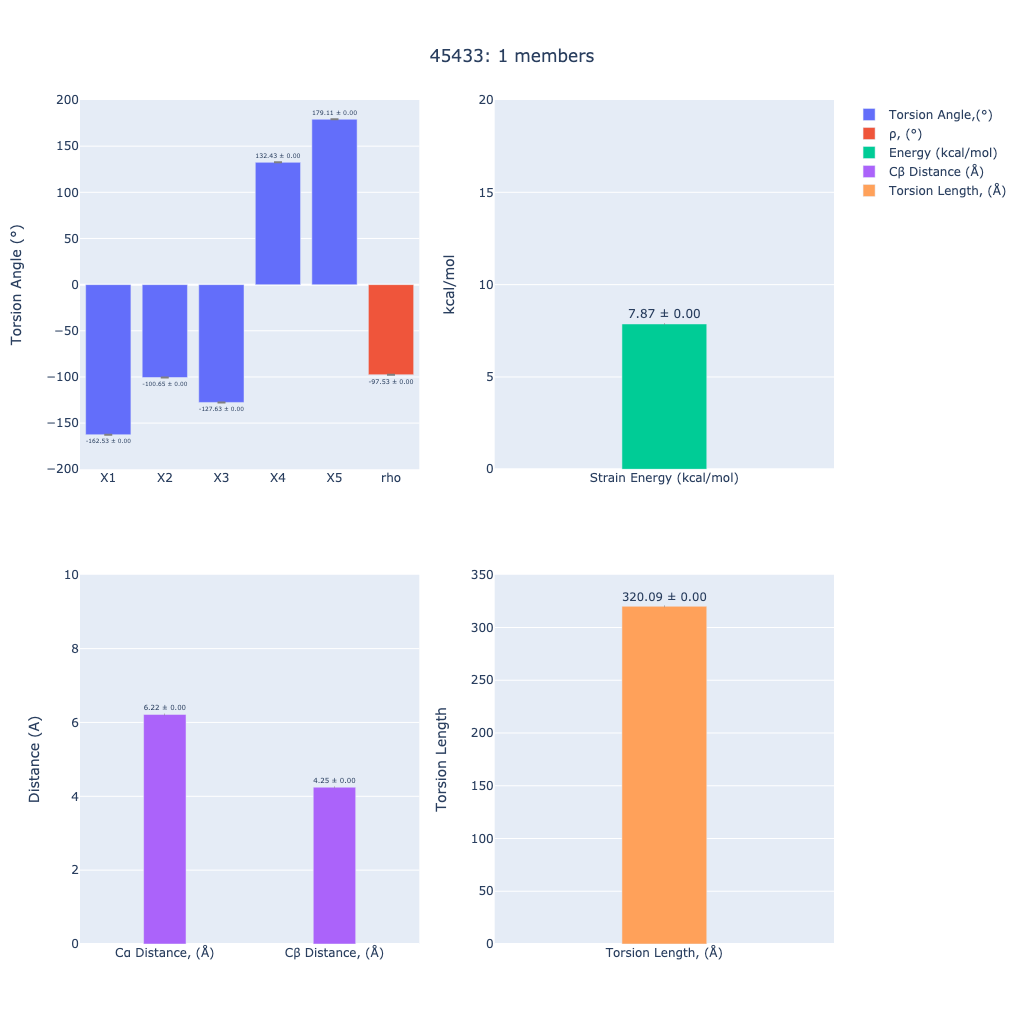 45433: 1 members
Torsion Angle (°)
200
150
100
50
0
−50
−100
−150
−200
-162.53 ± 0.00
-100.65 ± 0.00
-127.63 ± 0.00
132.43 ± 0.00
179.11 ± 0.00
-97.53 ± 0.00
X1 X2 X3 X4 X5 rho
kcal/mol
20
15
10
5
0
7.87 ± 0.00
Strain Energy (kcal/mol)
Torsion Angle,(°)
ρ, (°)
Energy (kcal/mol)
Cβ Distance (Å)
Torsion Length, (Å)
Distance (A)
10
8
6
4
2
0
6.22 ± 0.00
4.25 ± 0.00
Cα Distance, (Å) Cβ Distance, (Å)
Torsion Length
350
300
250
200
150
100
50
0
320.09 ± 0.00
Torsion Length, (Å)